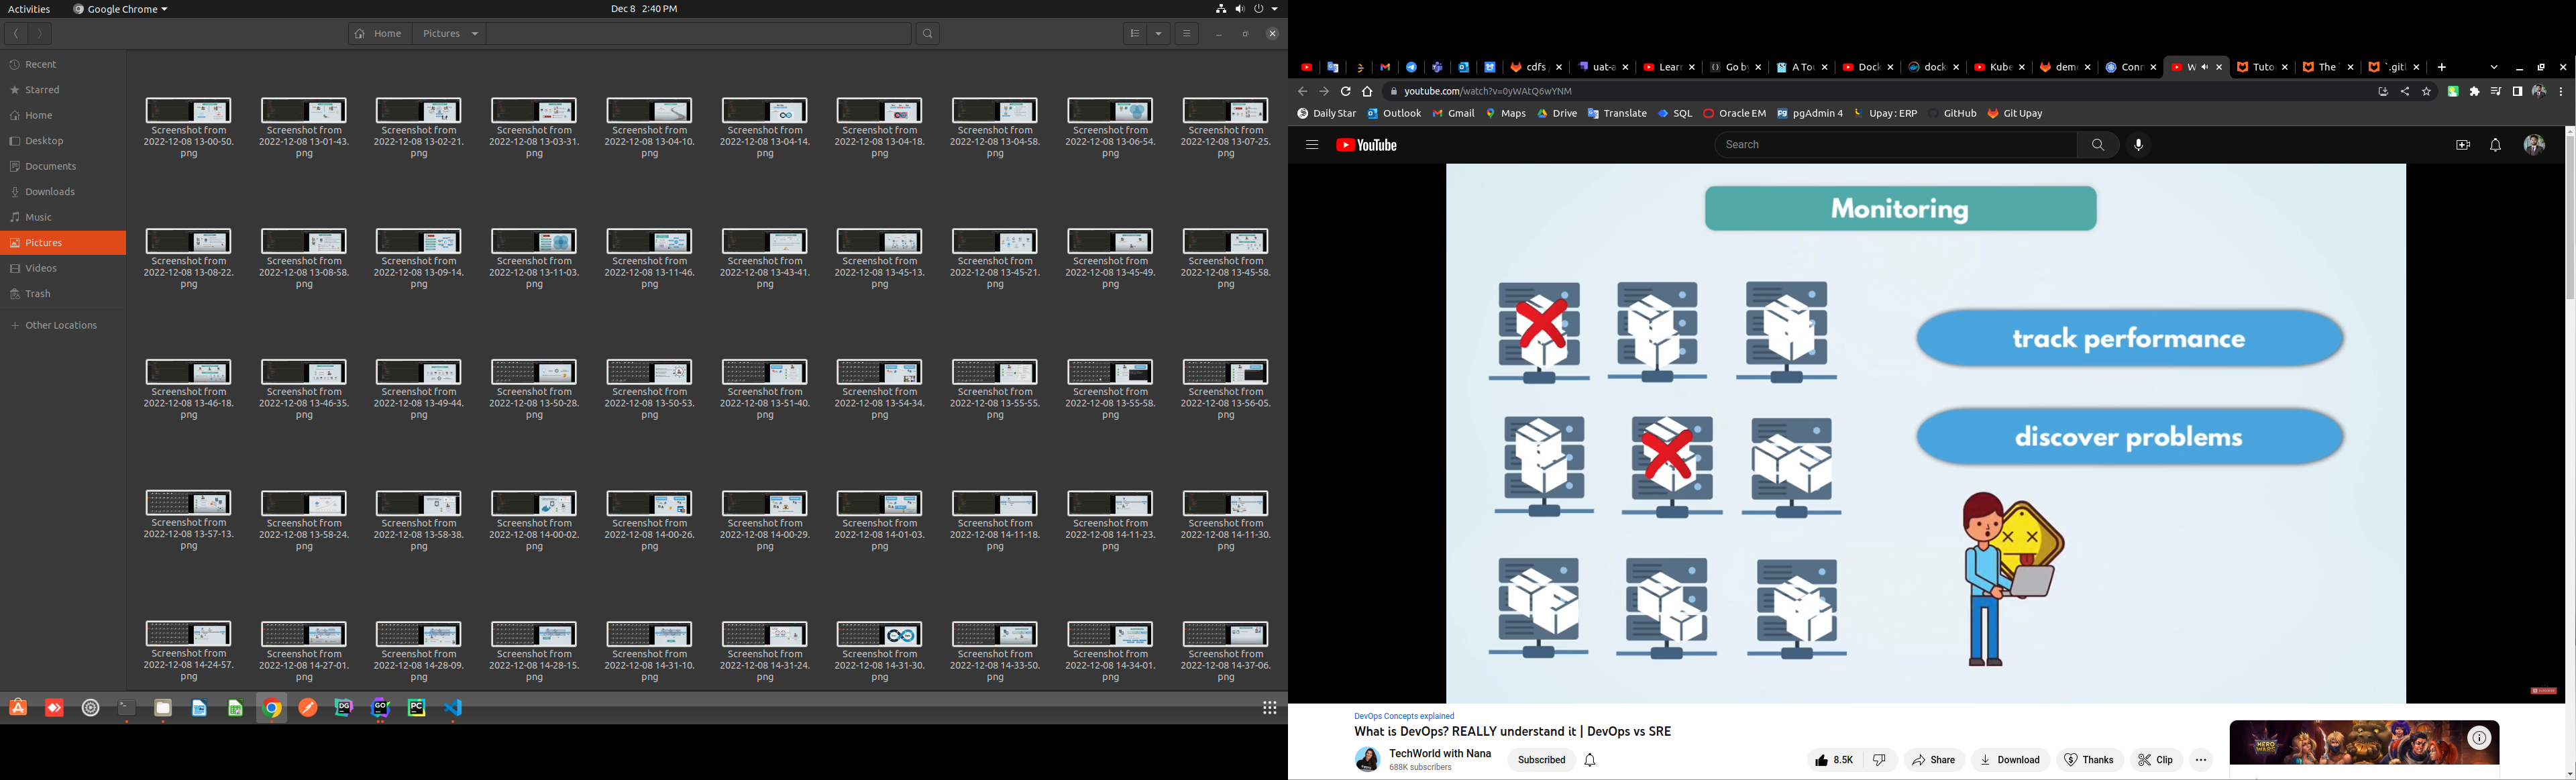 Activities
Google Chrome
Dec 8 2:40 PM
Home
Pictures
Recent
Starred
Home
Desktop
Documents
Downloads
Music
Pictures
Videos
Trash
Other Locations
Screenshot from 2022-12-08 13-00-50.png
Screenshot from 2022-12-08 13-01-43.png
Screenshot from 2022-12-08 13-02-21.png
Screenshot from 2022-12-08 13-03-31.png
Screenshot from 2022-12-08 13-04-10.png
Screenshot from 2022-12-08 13-04-14.png
Screenshot from 2022-12-08 13-04-18.png
Screenshot from 2022-12-08 13-04-58.png
Screenshot from 2022-12-08 13-06-54.png
Screenshot from 2022-12-08 13-07-25.png
Screenshot from 2022-12-08 13-08-22.png
Screenshot from 2022-12-08 13-08-58.png
Screenshot from 2022-12-08 13-09-14.png
Screenshot from 2022-12-08 13-11-03.png
Screenshot from 2022-12-08 13-11-46.png
Screenshot from 2022-12-08 13-43-41.png
Screenshot from 2022-12-08 13-45-13.png
Screenshot from 2022-12-08 13-45-21.png
Screenshot from 2022-12-08 13-45-49.png
Screenshot from 2022-12-08 13-45-58.png
Screenshot from 2022-12-08 13-46-18.png
Screenshot from 2022-12-08 13-46-35.png
Screenshot from 2022-12-08 13-49-44.png
Screenshot from 2022-12-08 13-50-28.png
Screenshot from 2022-12-08 13-50-53.png
Screenshot from 2022-12-08 13-51-40.png
Screenshot from 2022-12-08 13-54-34.png
Screenshot from 2022-12-08 13-55-55.png
Screenshot from 2022-12-08 13-55-58.png
Screenshot from 2022-12-08 13-56-05.png
Screenshot from 2022-12-08 13-57-13.png
Screenshot from 2022-12-08 13-58-24.png
Screenshot from 2022-12-08 13-58-38.png
Screenshot from 2022-12-08 14-00-02.png
Screenshot from 2022-12-08 14-00-26.png
Screenshot from 2022-12-08 14-00-29.png
Screenshot from 2022-12-08 14-01-03.png
Screenshot from 2022-12-08 14-11-18.png
Screenshot from 2022-12-08 14-11-23.png
Screenshot from 2022-12-08 14-11-30.png
Screenshot from 2022-12-08 14-24-57.png
Screenshot from 2022-12-08 14-27-01.png
Screenshot from 2022-12-08 14-28-09.png
Screenshot from 2022-12-08 14-28-15.png
Screenshot from 2022-12-08 14-31-10.png
Screenshot from 2022-12-08 14-31-24.png
Screenshot from 2022-12-08 14-31-30.png
Screenshot from 2022-12-08 14-33-50.png
Screenshot from 2022-12-08 14-34-01.png
Screenshot from 2022-12-08 14-37-06.png
DG
GO
PC
cdfs
uat-a
Learn
Go by
A Tou
Dock
dock
Kube
demo
Conn
W
Tuto
The
`.gitl
youtube.com/watch?v=0yWAtQ6wYNM
Daily Star Outlook Gmail Maps Drive Translate SQL Oracle EM pgAdmin 4 Upay : ERP GitHub Git Upay
YouTube
Search
Monitoring
track performance
discover problems
DevOps Concepts explained
What is DevOps? REALLY understand it | DevOps vs SRE
TechWorld with Nana
688K subscribers
Subscribed
8.5K
Share
Download
Thanks
Clip
HERO WARS